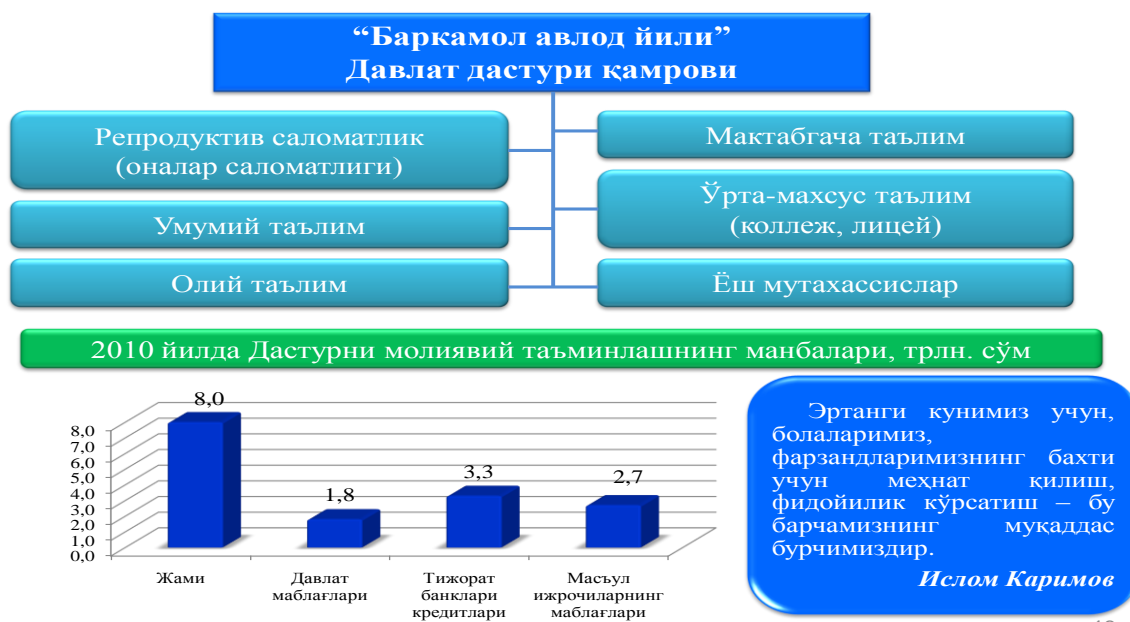 “Баркамол авлод йили”
Давлат дастури қамрови
Репродуктив саломатлик
(оналар саломатлиги)
Мактабгача таълим
Умумий таълим
Ўрта-махсус таълим
(коллеж, лицей)
Олий таълим
Ёш мутахассислар
2010 йилда Дастурни молиявий таъминлашнинг манбалари, трлн. сўм
8,0
7,0
6,0
5,0
4,0
3,0
2,0
1,0
0,0
8,0
1,8
3,3
2,7
Жами
Давлат
маблағлари
Тижорат
банклари
кредитлари
Масъул
ижрочиларнинг
маблағлари
Эртанги кунимиз учун,
болаларимиз,
фарзандларимизнинг бахти
учун меҳнат қилиш,
фидойилик кўрсатиш – бу
барчамизнинг муқаддас
бурчимиздир.
Ислом Каримов